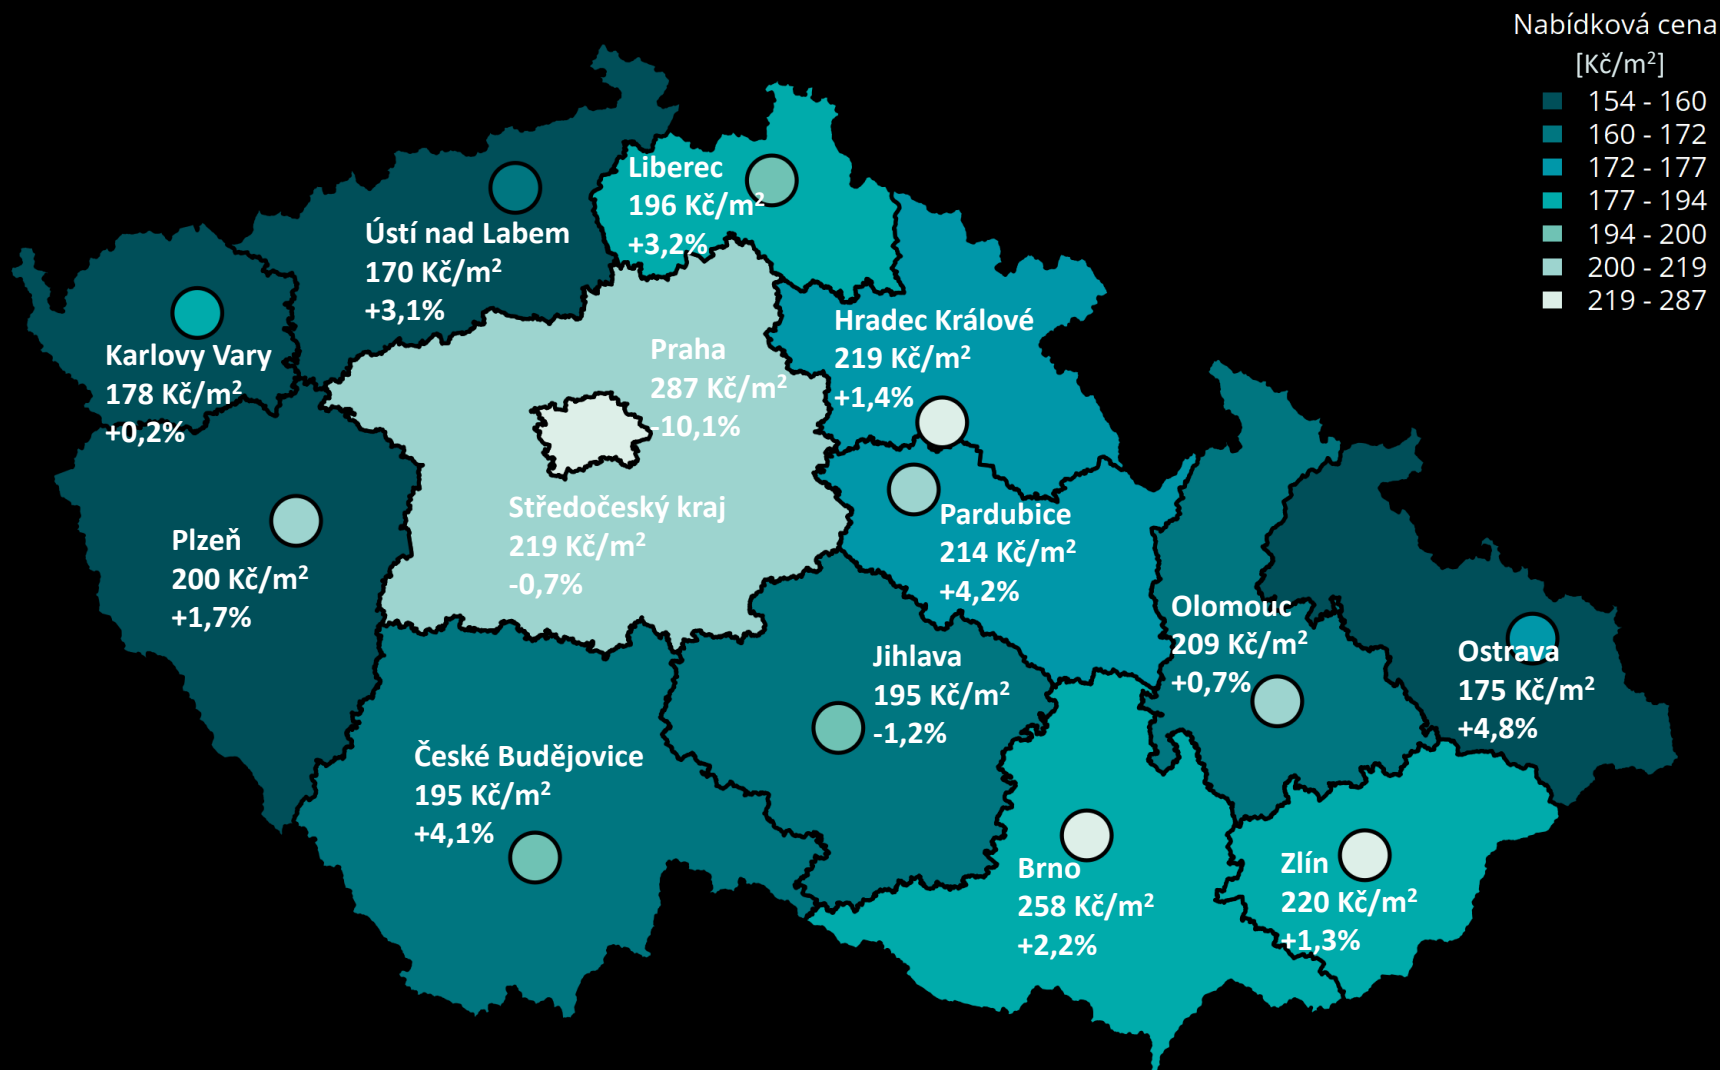 Nabídková cena
[Kč/m²]
154 - 160
160 - 172
172 - 177
177 - 194
194 - 200
200 - 219
219 - 287
Liberec
196 Kč/m²
+3,2%
Ústí nad Labem
170 Kč/m²
+3,1%
Karlovy Vary
178 Kč/m²
+0,2%
Praha
287 Kč/m²
-10,1%
Hradec Králové
219 Kč/m²
+1,4%
Středočeský kraj
219 Kč/m²
-0,7%
Pardubice
214 Kč/m²
+4,2%
Plzeň
200 Kč/m²
+1,7%
Olomouc
209 Kč/m²
+0,7%
Ostrava
175 Kč/m²
+4,8%
Jihlava
195 Kč/m²
-1,2%
České Budějovice
195 Kč/m²
+4,1%
Brno
258 Kč/m²
+2,2%
Zlín
220 Kč/m²
+1,3%